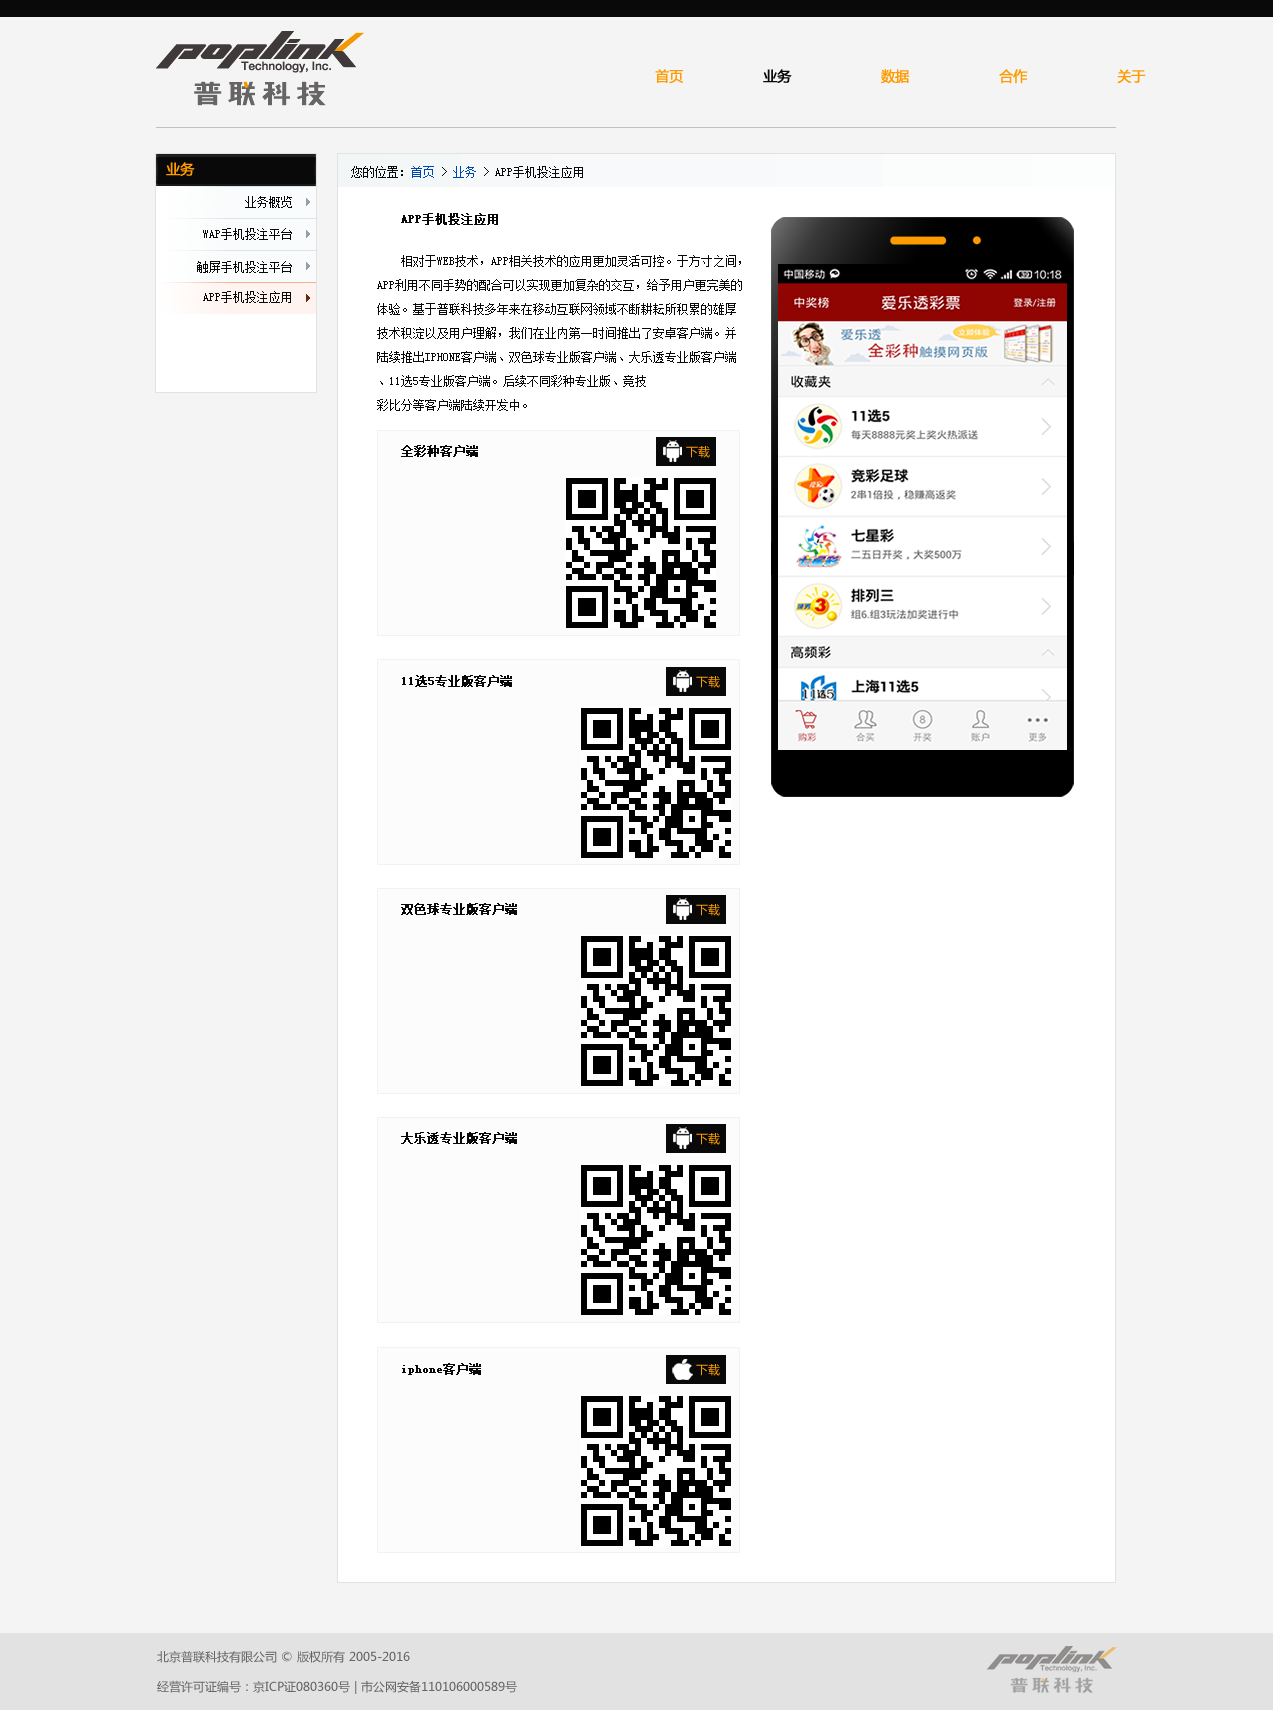 poplink
Technology, Inc.
普联科技
首页 业务 数据 合作 关于
业务
业务概览
WAP手机投注平台
触屏手机投注平台
APP手机投注应用
您的位置：首页 > 业务 > APP手机投注应用
APP手机投注应用
相对于WEB技术，APP相关技术的应用更加灵活可控。于方寸之间，
APP利用不同手势的配合可以实现更加复杂的交互，给予用户更完美的
体验。基于普联科技多年来在移动互联网领域不断耕耘所积累的雄厚
技术积淀以及用户理解，我们在业内第一时间推出了安卓客户端。并
陆续推出IPHONE客户端、双色球专业版客户端、大乐透专业版客户端
、11选5专业版客户端。后续不同彩种专业版、竞技
彩比分等客户端陆续开发中。
全彩种客户端
下载
11选5专业版客户端
下载
双色球专业版客户端
下载
大乐透专业版客户端
下载
iphone客户端
下载
中国移动 10:18
中奖榜 爱乐透彩票 登录/注册
爱乐透 立即体验
全彩种触摸网页版
收藏夹
11选5
每天8888元奖上奖火热派送
竞彩足球
2串1倍投，稳赚高返奖
七星彩
二五日开奖，大奖500万
排列三
组6.组3玩法加奖进行中
高频彩
上海11选5
购彩 合买 开奖 账户 更多
北京普联科技有限公司 © 版权所有 2005-2016
经营许可证编号：京ICP证080360号 | 市公网安备110106000589号
poplink
Technology, Inc.
普联科技